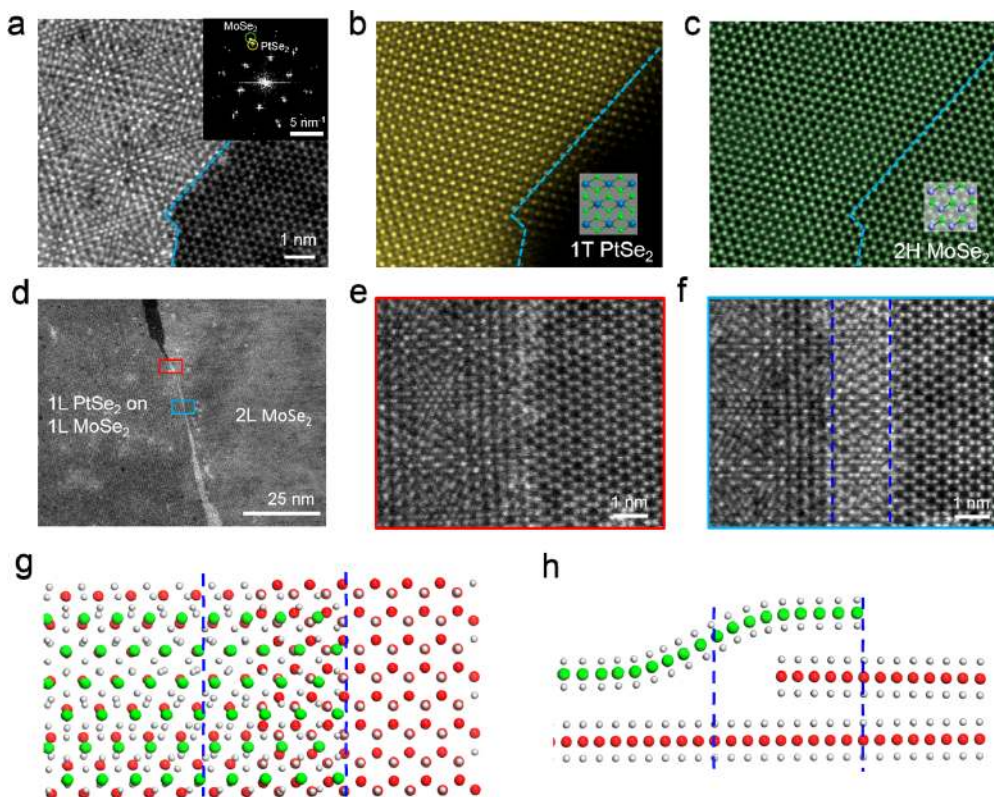 a
MoSe₂
PtSe₂
5 nm⁻¹
1 nm
b
1T PtSe₂
c
2H MoSe₂
d
1L PtSe₂ on
1L MoSe₂
2L MoSe₂
25 nm
e
1 nm
f
1 nm
g
h